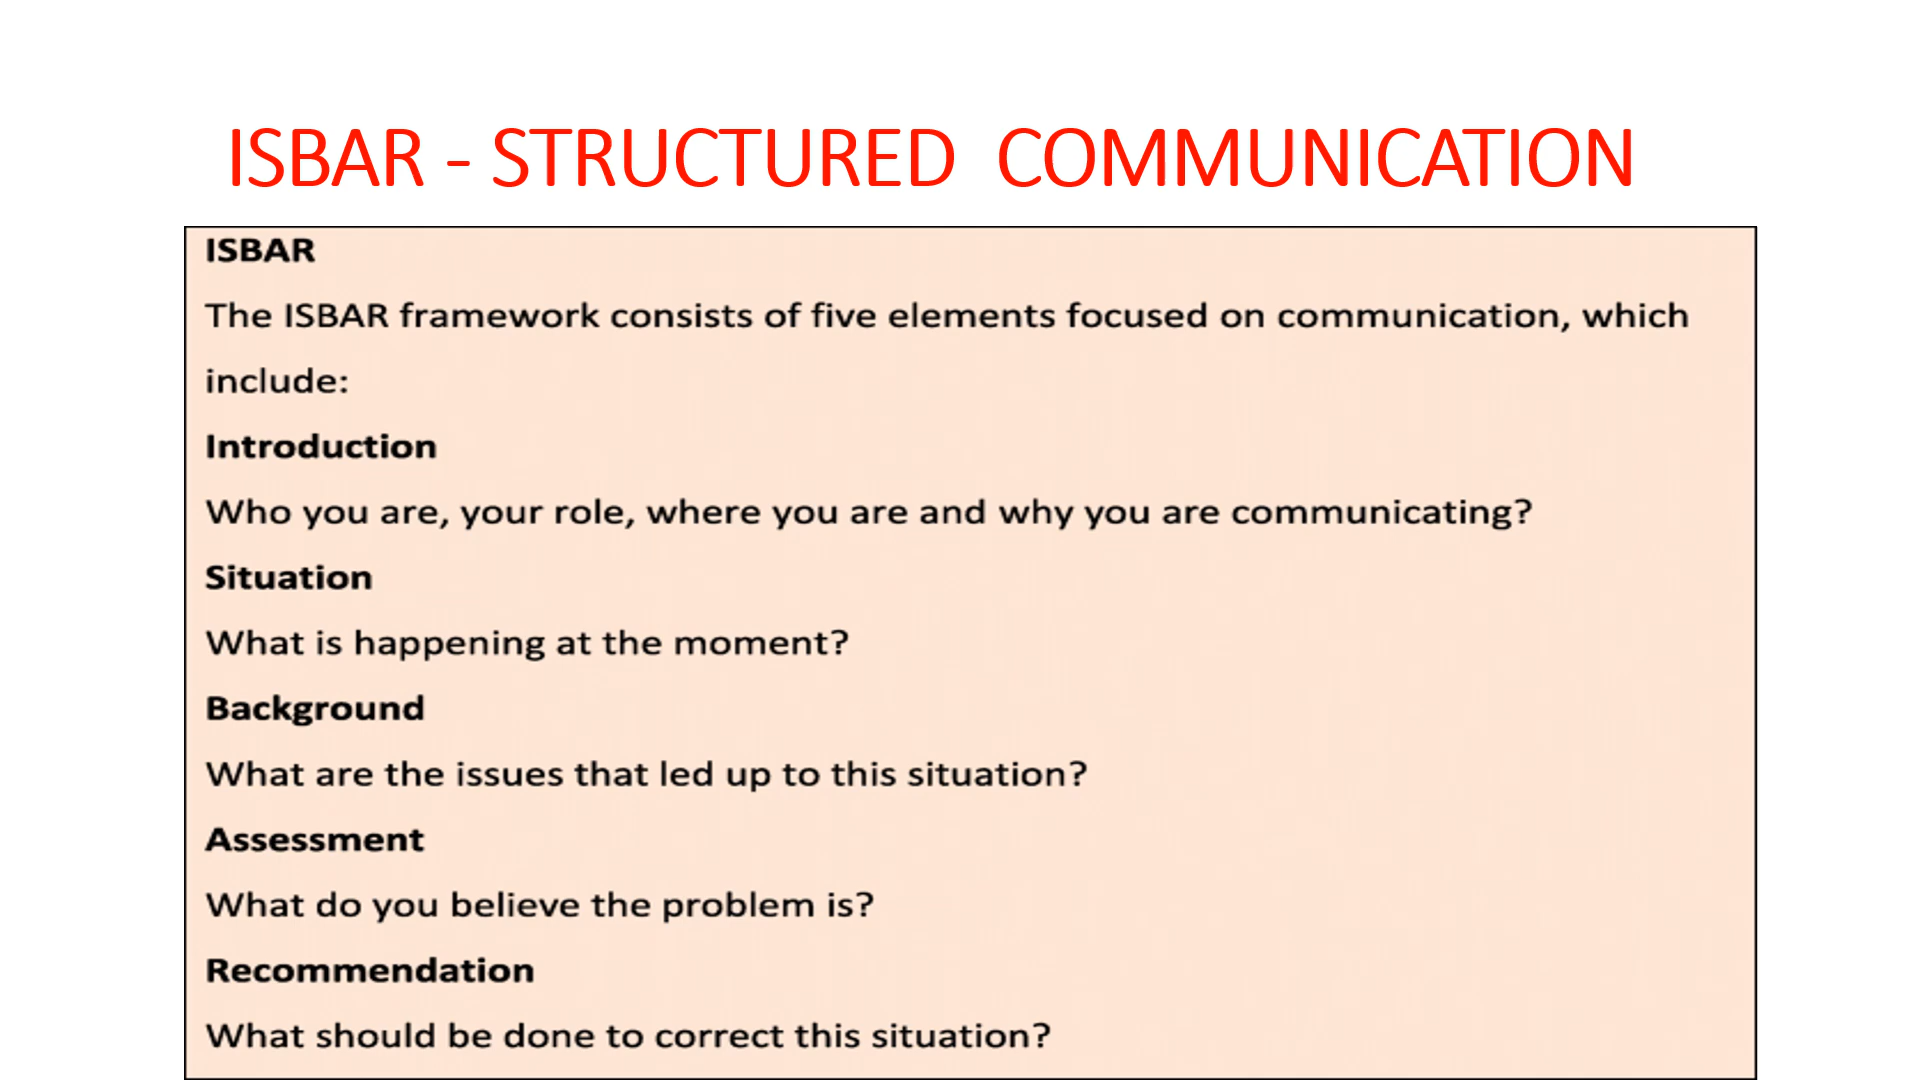 ISBAR - STRUCTURED COMMUNICATION
ISBAR
The ISBAR framework consists of five elements focused on communication, which
include:
Introduction
Who you are, your role, where you are and why you are communicating?
Situation
What is happening at the moment?
Background
What are the issues that led up to this situation?
Assessment
What do you believe the problem is?
Recommendation
What should be done to correct this situation?